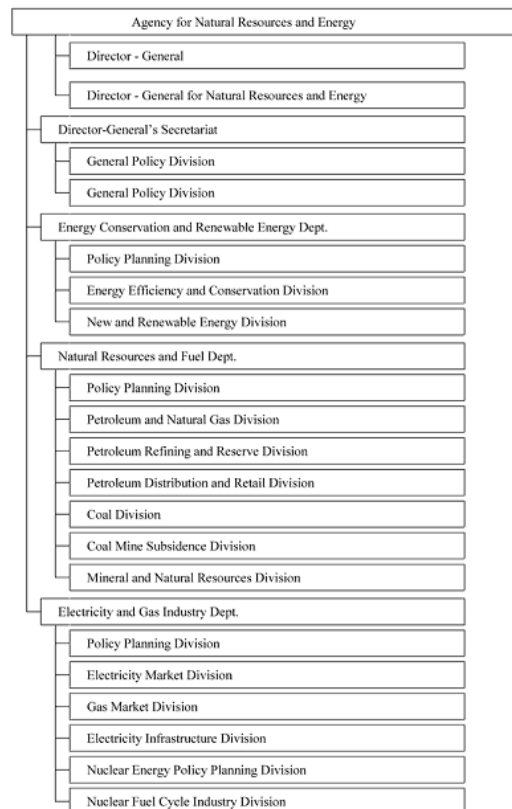 Agency for Natural Resources and Energy
Director - General
Director - General for Natural Resources and Energy
Director-General's Secretariat
General Policy Division
General Policy Division
Energy Conservation and Renewable Energy Dept.
Policy Planning Division
Energy Efficiency and Conservation Division
New and Renewable Energy Division
Natural Resources and Fuel Dept.
Policy Planning Division
Petroleum and Natural Gas Division
Petroleum Refining and Reserve Division
Petroleum Distribution and Retail Division
Coal Division
Coal Mine Subsidence Division
Mineral and Natural Resources Division
Electricity and Gas Industry Dept.
Policy Planning Division
Electricity Market Division
Gas Market Division
Electricity Infrastructure Division
Nuclear Energy Policy Planning Division
Nuclear Fuel Cycle Industry Division